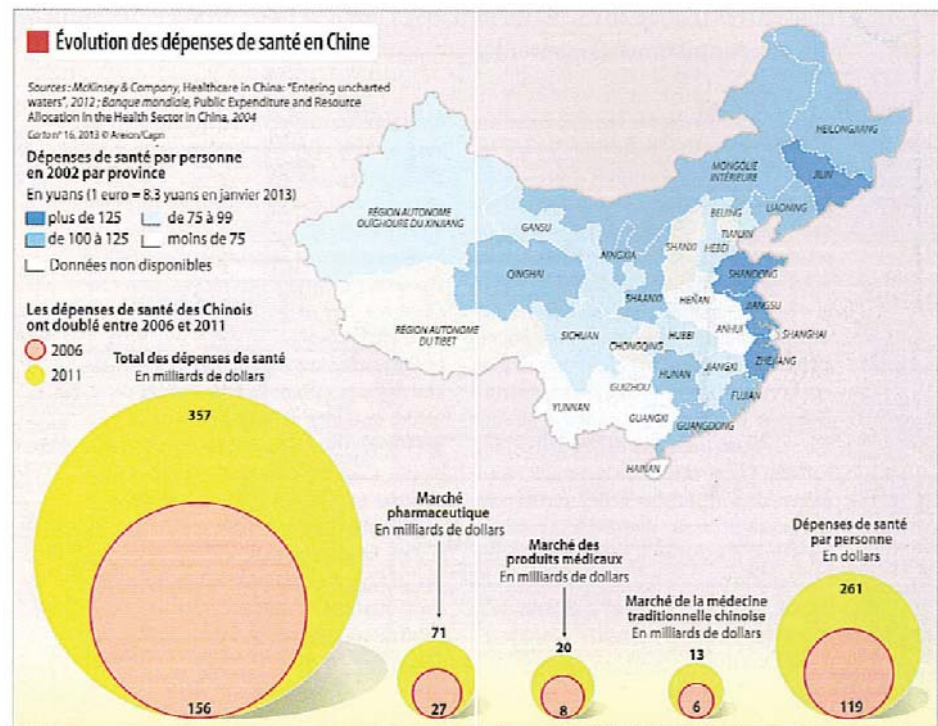 Évolution des dépenses de santé en Chine
Sources : McKinsey & Company, Healthcare in China: "Entering uncharted
waters", 2012 ; Banque mondiale, Public Expenditure and Resource
Allocation in the Health Sector in China, 2004
Carto n° 16, 2013 © Areion/Capri
Dépenses de santé par personne
en 2002 par province
En yuans (1 euro = 8.3 yuans en janvier 2013)
plus de 125
de 75 à 99
de 100 à 125
moins de 75
Données non disponibles
HEILONGJIANG
MONGOLIE
INTÉRIEURE
JILIN
LIAONING
RÉGION AUTONOME
OUÏGHOURE DU XINJIANG
GANSU
BEIJING
TIANJIN
NINGXIA
SHANXI
HEBEI
QINGHAI
SHANDONG
SHAANXI
HENAN
JIANGSU
RÉGION AUTONOME
DU TIBET
SICHUAN
CHONGQING
HUBEI
ANHUI
SHANGHAI
ZHEJIANG
HUNAN
JIANGXI
GUIZHOU
FUJIAN
YUNNAN
GUANGXI
GUANGDONG
HAINAN
Les dépenses de santé des Chinois
ont doublé entre 2006 et 2011
2006
2011
Total des dépenses de santé
En milliards de dollars
357
156
Marché
pharmaceutique
En milliards de dollars
71
27
Marché des
produits médicaux
En milliards de dollars
20
8
Marché de la médecine
traditionnelle chinoise
En milliards de dollars
13
6
Dépenses de santé
par personne
En dollars
261
119